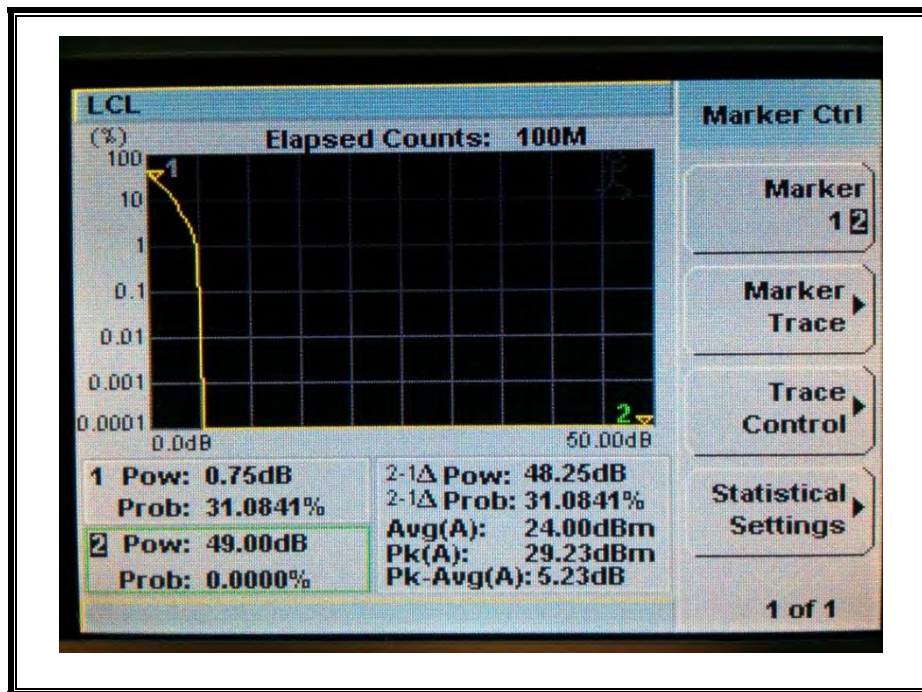 LCL
(%)
Elapsed Counts: 100M
100
10
1
0.1
0.01
0.001
0.0001
1
2
0.0dB
50.00dB
1 Pow: 0.75dB
Prob: 31.0841%
2 Pow: 49.00dB
Prob: 0.0000%
2-1Δ Pow: 48.25dB
2-1Δ Prob: 31.0841%
Avg(A): 24.00dBm
Pk(A): 29.23dBm
Pk-Avg(A): 5.23dB
Marker Ctrl
Marker
1 2
Marker
Trace
Trace
Control
Statistical
Settings
1 of 1